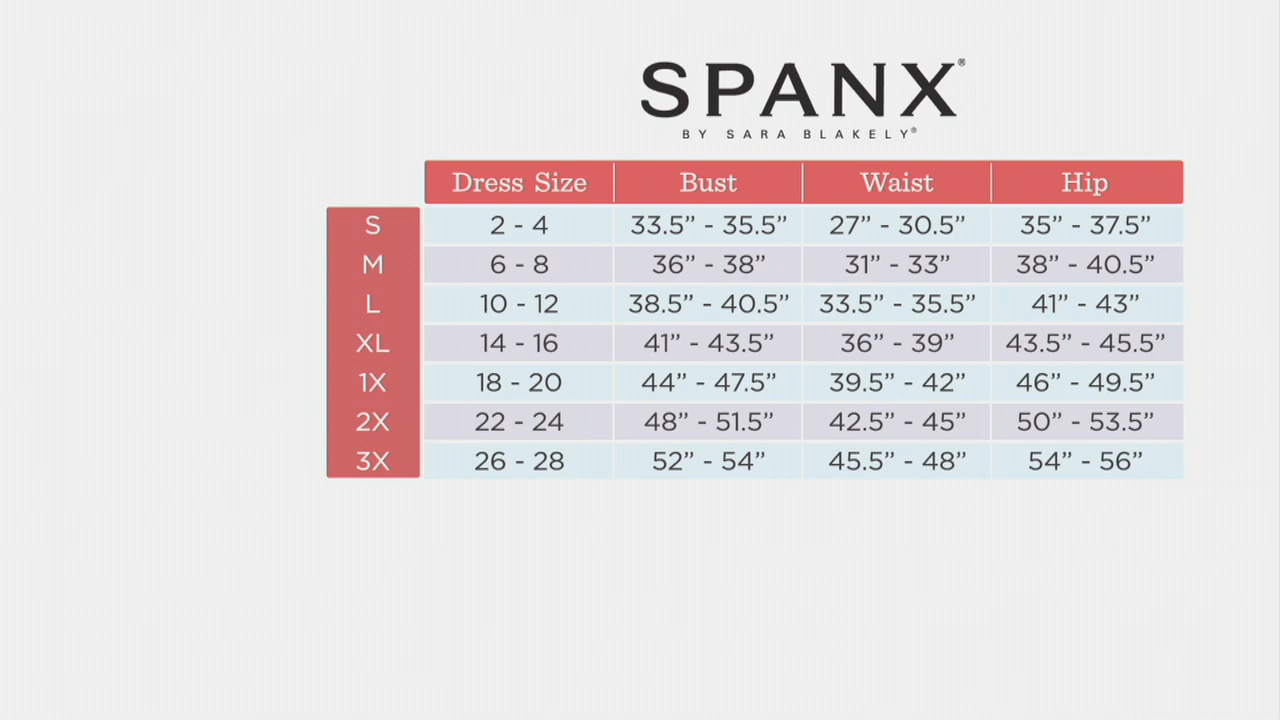 SPANX®
BY SARA BLAKELY®
Dress Size Bust Waist Hip
S 2 - 4 33.5” - 35.5” 27” - 30.5” 35” - 37.5”
M 6 - 8 36” - 38” 31” - 33” 38” - 40.5”
L 10 - 12 38.5” - 40.5” 33.5” - 35.5” 41” - 43”
XL 14 - 16 41” - 43.5” 36” - 39” 43.5” - 45.5”
1X 18 - 20 44” - 47.5” 39.5” - 42” 46” - 49.5”
2X 22 - 24 48” - 51.5” 42.5” - 45” 50” - 53.5”
3X 26 - 28 52” - 54” 45.5” - 48” 54” - 56”